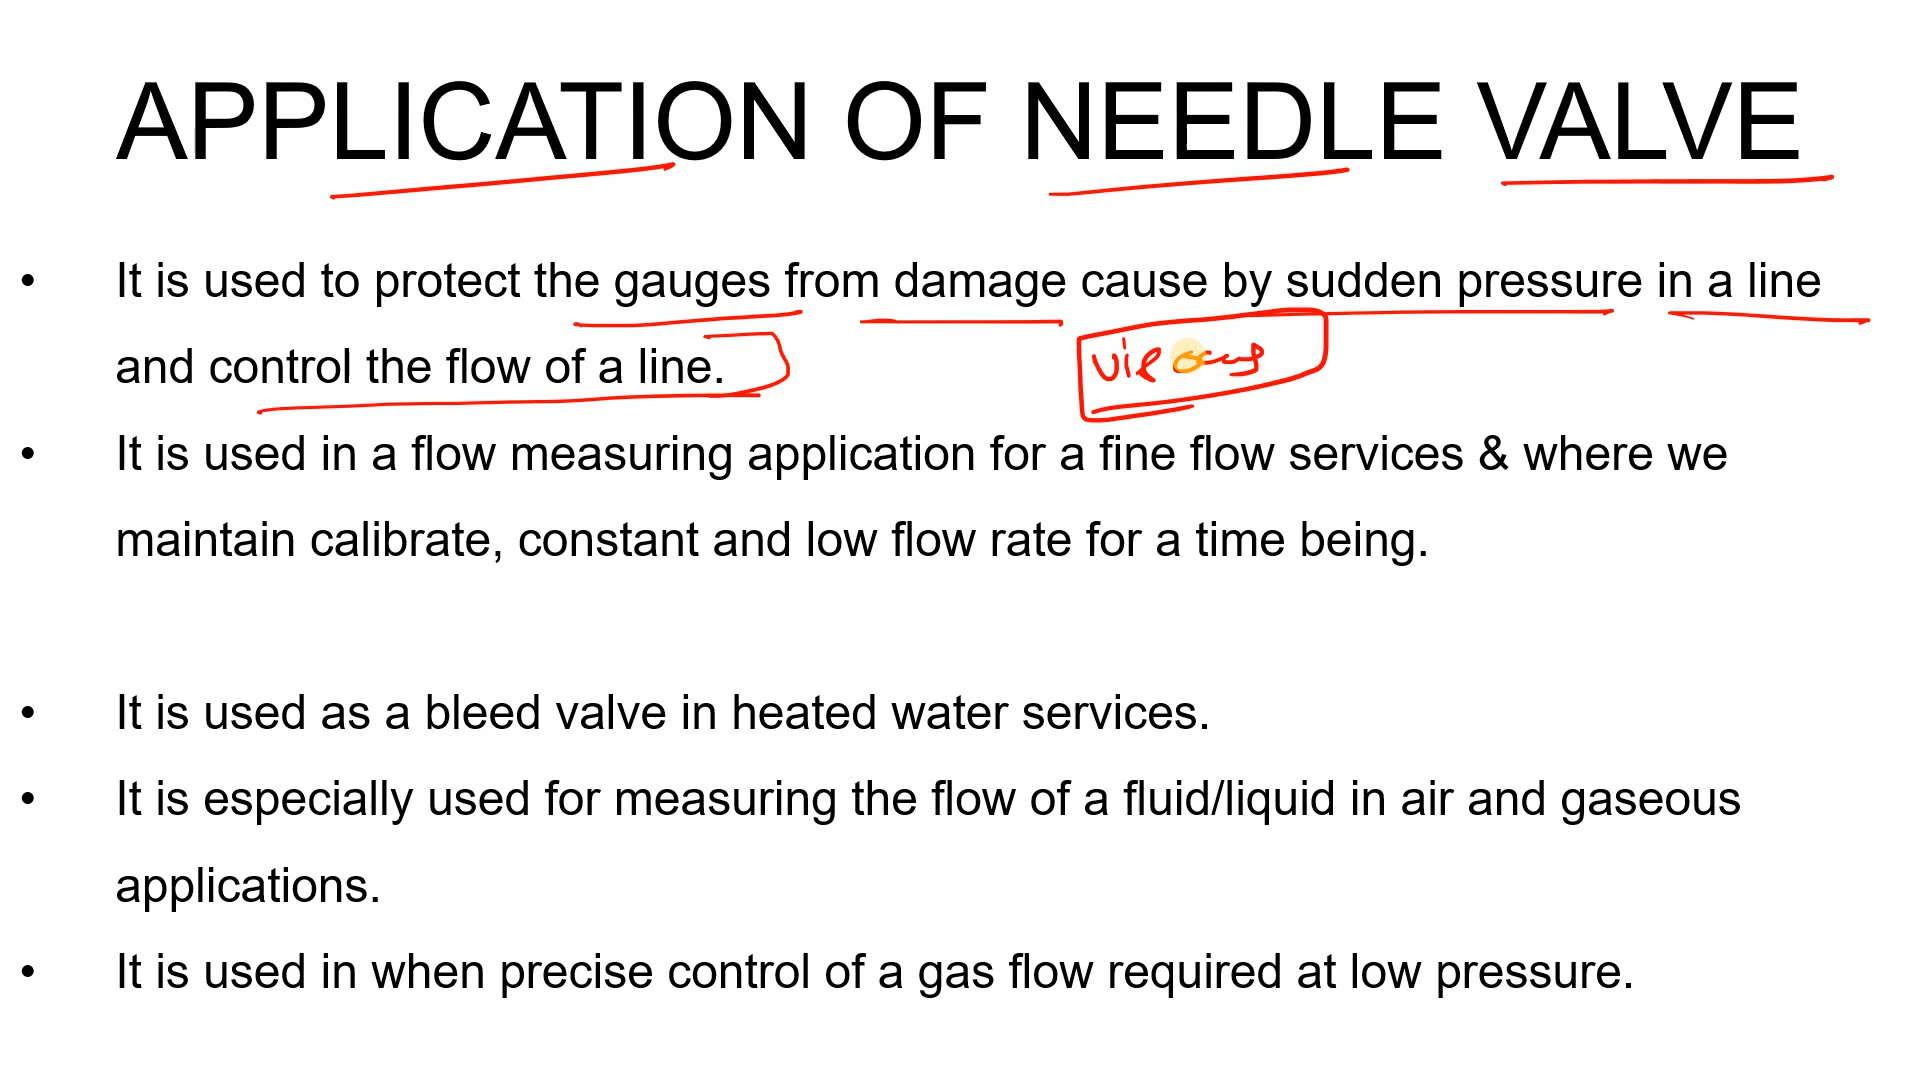 APPLICATION OF NEEDLE VALVE
• It is used to protect the gauges from damage cause by sudden pressure in a line
and control the flow of a line.
• It is used in a flow measuring application for a fine flow services & where we
maintain calibrate, constant and low flow rate for a time being.
• It is used as a bleed valve in heated water services.
• It is especially used for measuring the flow of a fluid/liquid in air and gaseous
applications.
• It is used in when precise control of a gas flow required at low pressure.